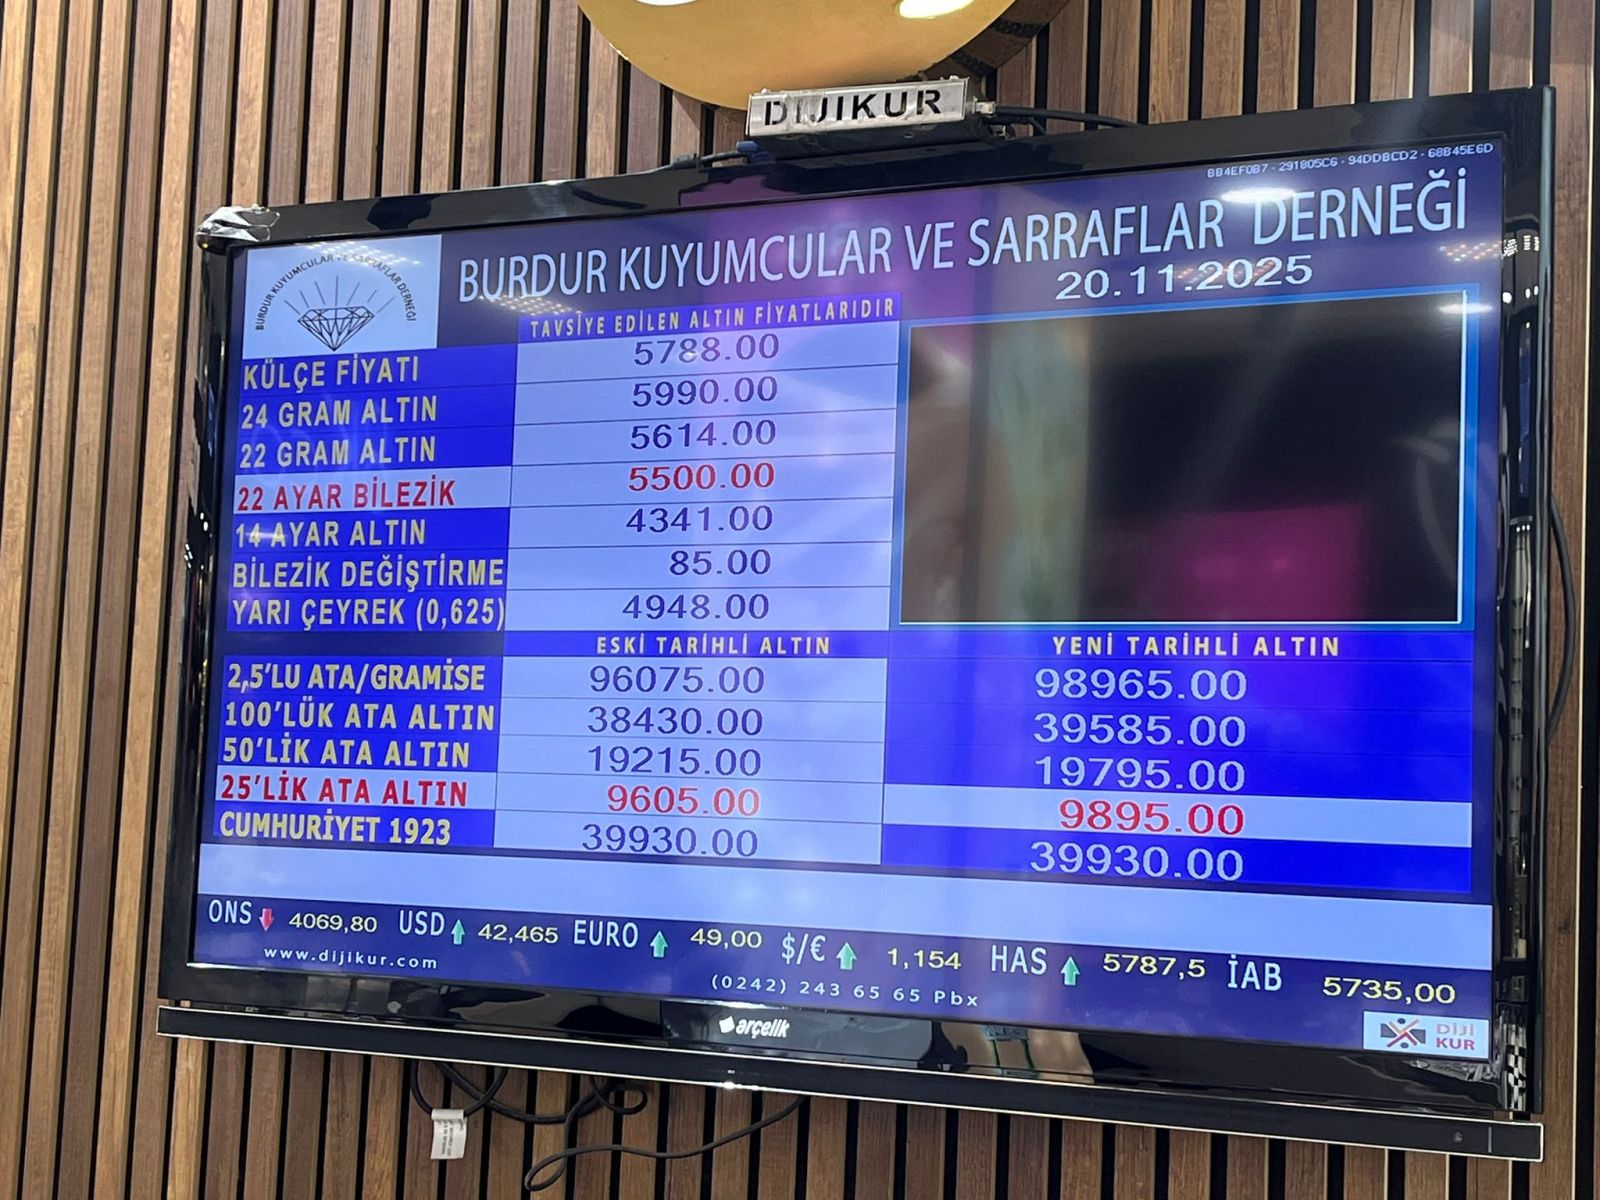 DIJIKUR
BB4EF0B7 - 291805C6 - 94DDBCD2 - 68B45E6D
BURDUR KUYUMCULAR VE SARRAFLAR DERNEĞİ
BURDUR KUYUMCULAR VE SARRAFLAR DERNEĞİ
20.11.2025
TAVSİYE EDİLEN ALTIN FİYATLARIDIR
KÜLÇE FİYATI 5788.00
24 GRAM ALTIN 5990.00
22 GRAM ALTIN 5614.00
22 AYAR BİLEZİK 5500.00
14 AYAR ALTIN 4341.00
BİLEZİK DEĞİŞTİRME 85.00
YARI ÇEYREK (0,625) 4948.00
ESKİ TARİHLİ ALTIN YENİ TARİHLİ ALTIN
2,5'LU ATA/GRAMİSE 96075.00 98965.00
100'LÜK ATA ALTIN 38430.00 39585.00
50'LİK ATA ALTIN 19215.00 19795.00
25'LİK ATA ALTIN 9605.00 9895.00
CUMHURİYET 1923 39930.00 39930.00
ONS 4069,80 USD 42,465 EURO 49,00 $/€ 1,154 HAS 5787,5 İAB 5735,00
www.dijikur.com (0242) 243 65 65 Pbx
DİJİ
KUR
arçelik